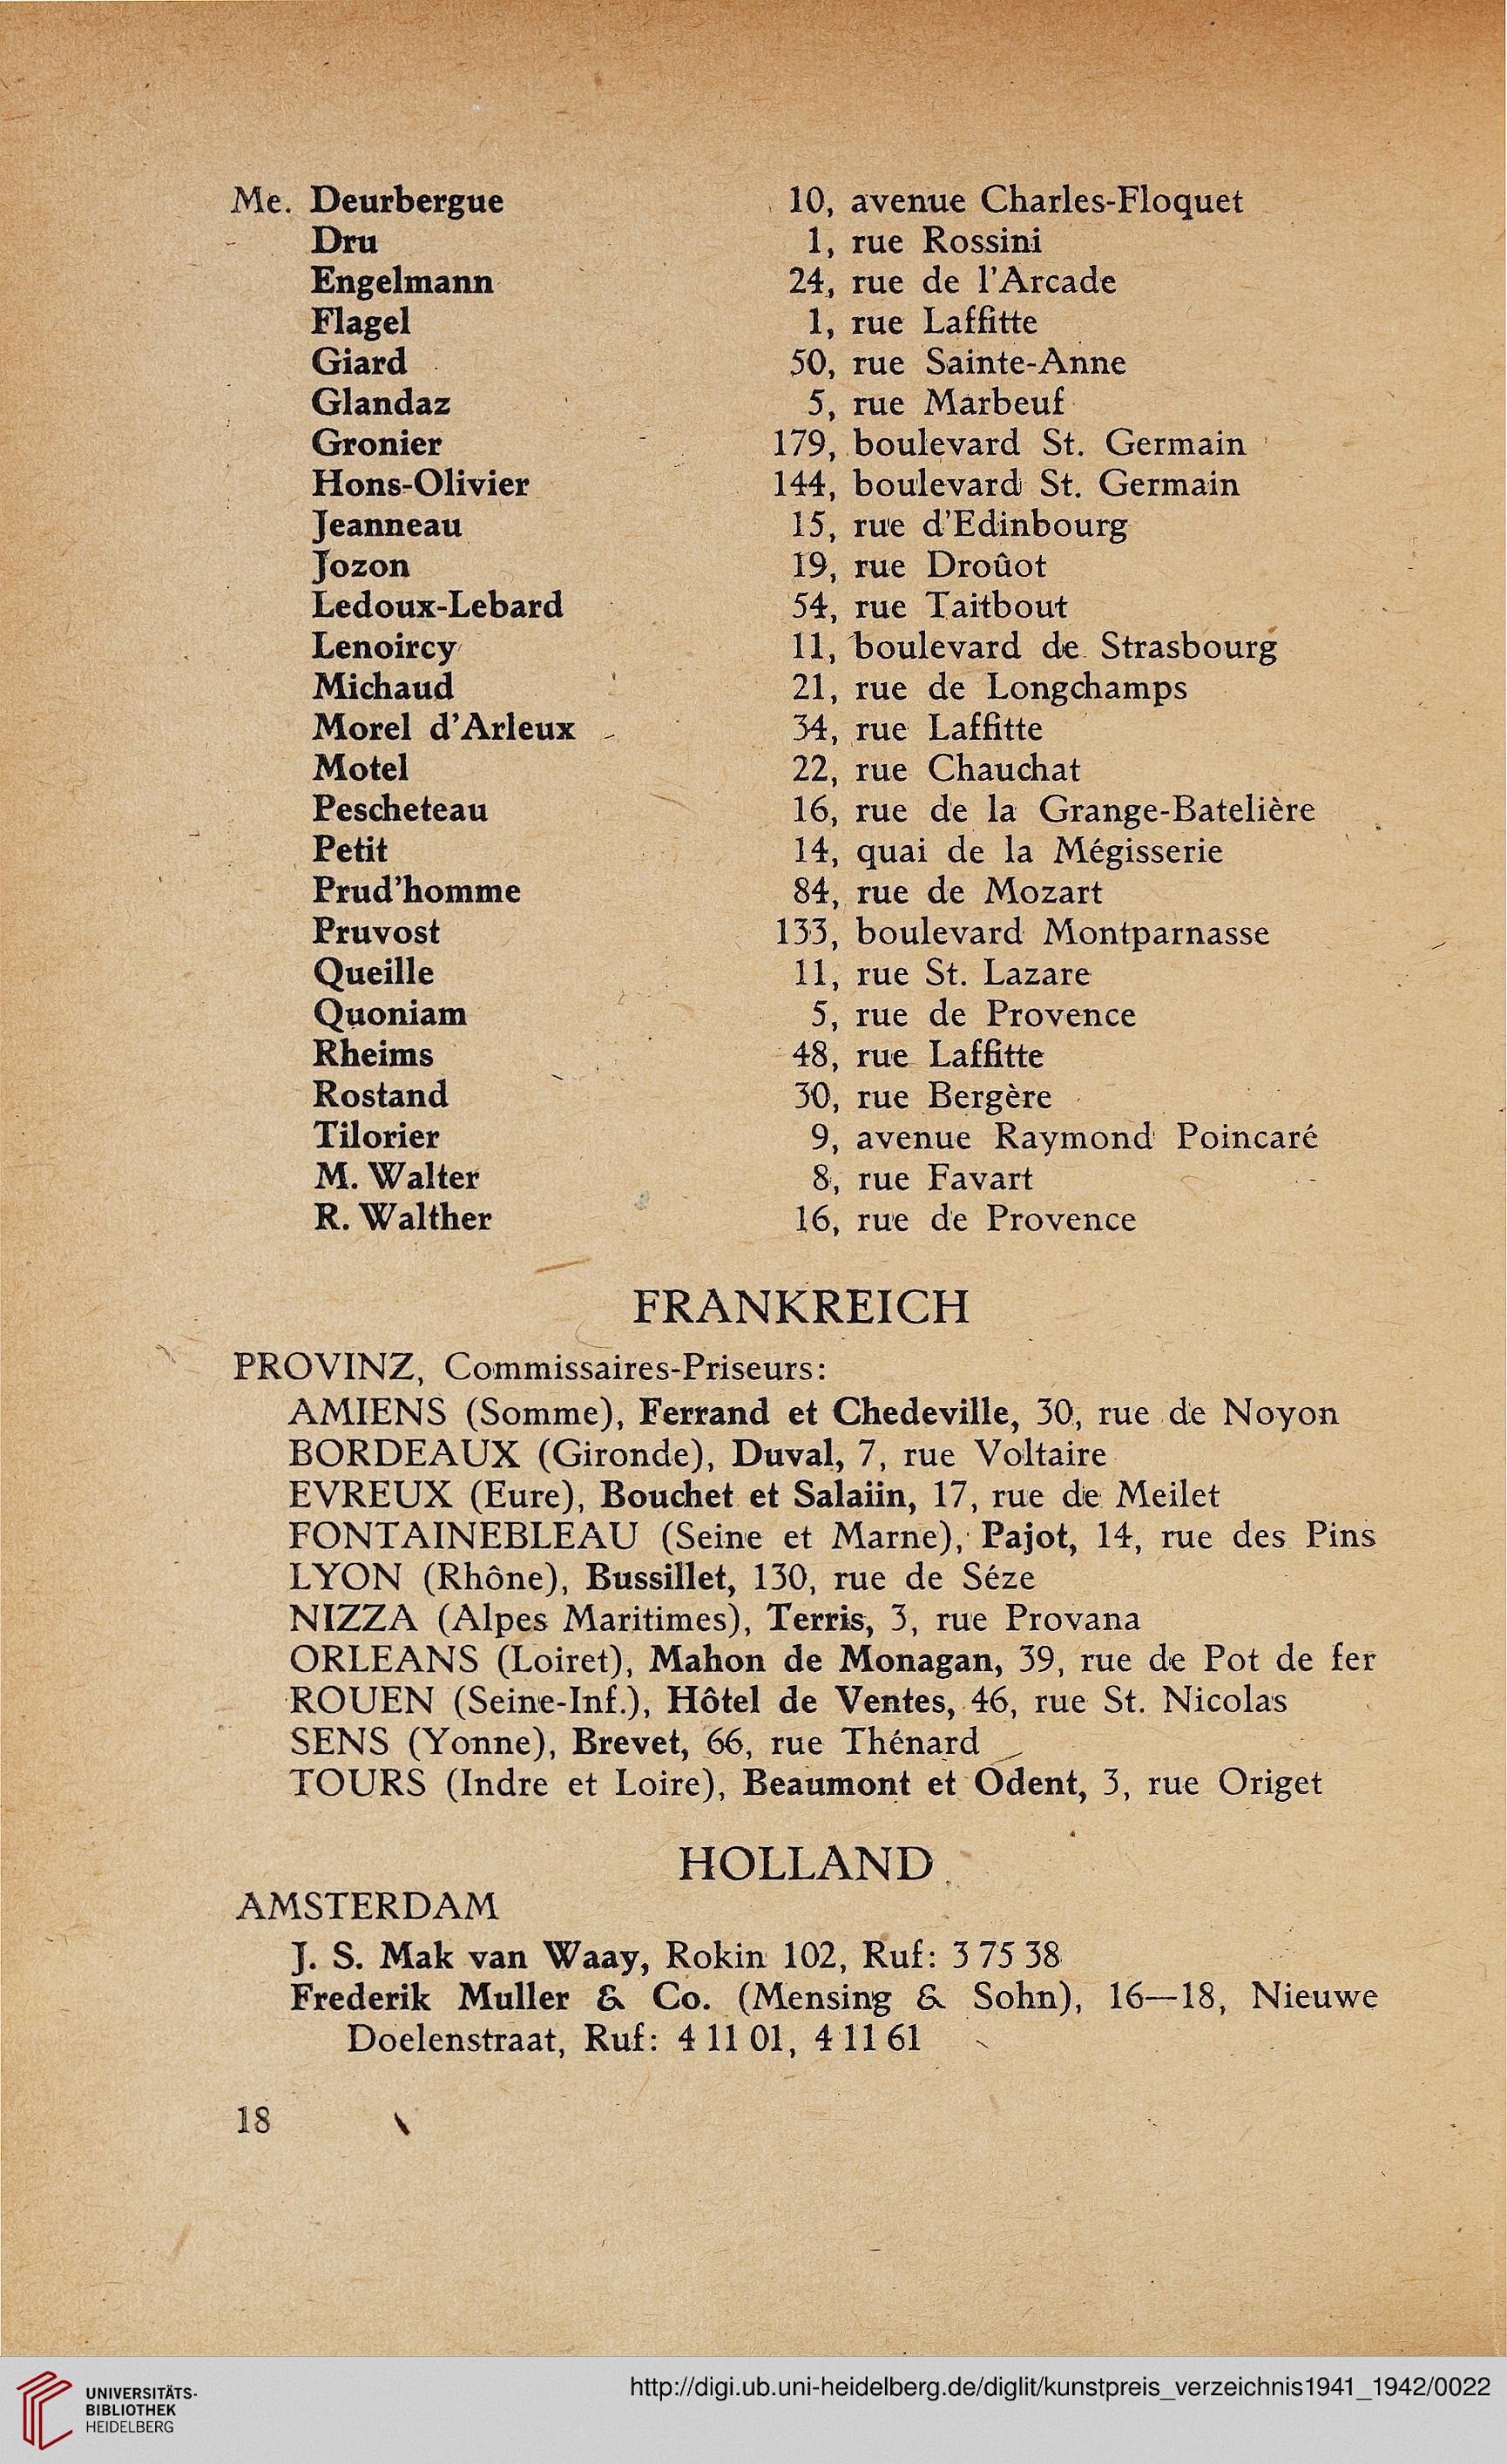 Me. Deurbergue 10, avenue Charles-Floquet
Dru 1, rue Rossini
Engelmann 24, rue de l'Arcade
Flagel 1, rue Laffitte
Giard 50, rue Sainte-Anne
Glandaz 5, rue Marbeuf
Gronier 179, boulevard St. Germain
Hons-Olivier 144, boulevard St. Germain
Jeanneau 15, rue d'Edinbourg
Jozon 19, rue Droûot
Ledoux-Lebard 54, rue Taitbout
Lenoircy 11, boulevard de Strasbourg
Michaud 21, rue de Longchamps
Morel d'Arleux 34, rue Laffitte
Motel 22, rue Chauchat
Pescheteau 16, rue de la Grange-Batelière
Petit 14, quai de la Mégisserie
Prud'homme 84, rue de Mozart
Pruvost 133, boulevard Montparnasse
Queille 11, rue St. Lazare
Quoniam 5, rue de Provence
Rheims 48, rue Laffitte
Rostand 30, rue Bergère
Tilorier 9, avenue Raymond Poincaré
M. Walter 8, rue Favart
R. Walther 16, rue de Provence
FRANKREICH
PROVINZ, Commissaires-Priseurs:
AMIENS (Somme), Ferrand et Chedeville, 30, rue de Noyon
BORDEAUX (Gironde), Duval, 7, rue Voltaire
EVREUX (Eure), Bouchet et Salaiin, 17, rue de Meilet
FONTAINEBLEAU (Seine et Marne), Pajot, 14, rue des Pins
LYON (Rhône), Bussillet, 130, rue de Séze
NIZZA (Alpes Maritimes), Terris, 3, rue Provana
ORLEANS (Loiret), Mahon de Monagan, 39, rue de Pot de fer
ROUEN (Seine-Inf.), Hôtel de Ventes, 46, rue St. Nicolas
SENS (Yonne), Brevet, 66, rue Thénard
TOURS (Indre et Loire), Beaumont et Odent, 3, rue Origet
HOLLAND
AMSTERDAM
J. S. Mak van Waay, Rokin 102, Ruf: 3 75 38
Frederik Muller & Co. (Mensing & Sohn), 16—18, Nieuwe
Doelenstraat, Ruf: 4 11 01, 4 11 61
18
UNIVERSITÄTS-
BIBLIOTHEK
HEIDELBERG
http://digi.ub.uni-heidelberg.de/diglit/kunstpreis_verzeichnis1941_1942/0022